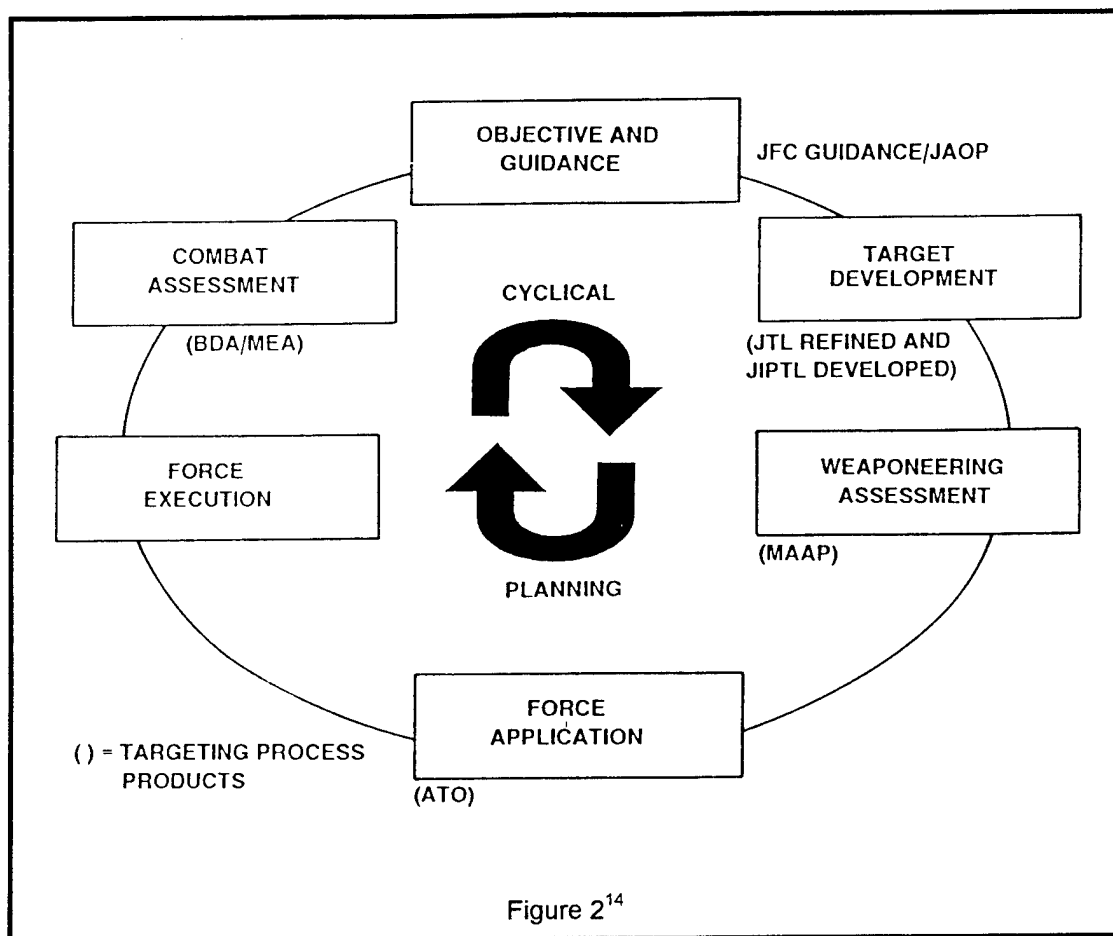 OBJECTIVE AND
GUIDANCE
JFC GUIDANCE/JAOP
COMBAT
ASSESSMENT
(BDA/MEA)
TARGET
DEVELOPMENT
(JTL REFINED AND
JIPTL DEVELOPED)
CYCLICAL
PLANNING
FORCE
EXECUTION
WEAPONEERING
ASSESSMENT
(MAAP)
FORCE
APPLICATION
(ATO)
( ) = TARGETING PROCESS
PRODUCTS
Figure 2¹⁴